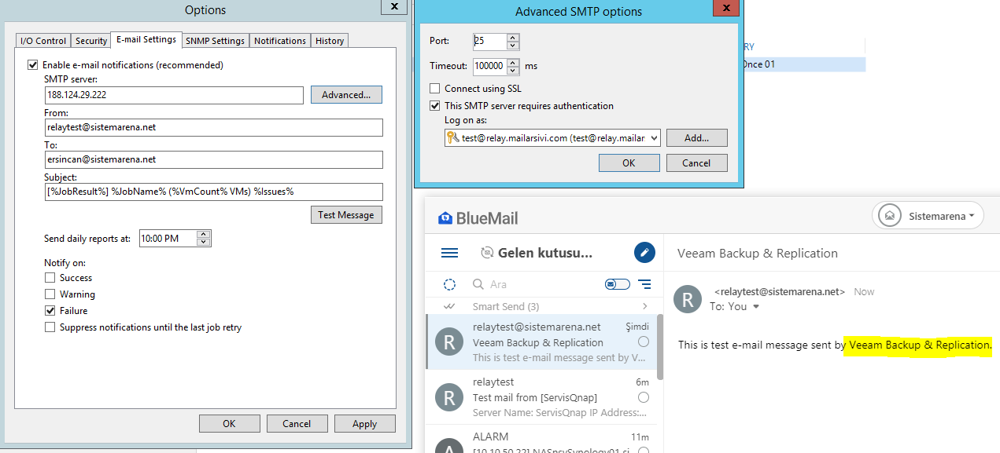 Options
x
I/O Control
Security
E-mail Settings
SNMP Settings
Notifications
History
Enable e-mail notifications (recommended)
SMTP server:
188.124.29.222
Advanced...
From:
relaytest@sistemarena.net
To:
ersincan@sistemarena.net
Subject:
[%JobResult%] %JobName% (%VmCount% VMs) %Issues%
Test Message
Send daily reports at:
10:00 PM
Notify on:
Success
Warning
Failure
Suppress notifications until the last job retry
OK
Cancel
Apply
Advanced SMTP options
x
Port:
25
Timeout:
100000
ms
Connect using SSL
This SMTP server requires authentication
Log on as:
test@relay.mailarsivi.com (test@relay.mailar
Add...
OK
Cancel
RY
Once 01
BlueMail
Sistemarena
Gelen kutusu...
Ara
Smart Send (3)
relaytest@sistemarena.net
Şimdi
R
Veeam Backup & Replication
This is test e-mail message sent by V...
relaytest
6m
R
Test mail from [ServisQnap]
Server Name: ServisQnap IP Address:...
ALARM
11m
A
Veeam Backup & Replication
R
<relaytest@sistemarena.net>
Now
To: You
This is test e-mail message sent by Veeam Backup & Replication.